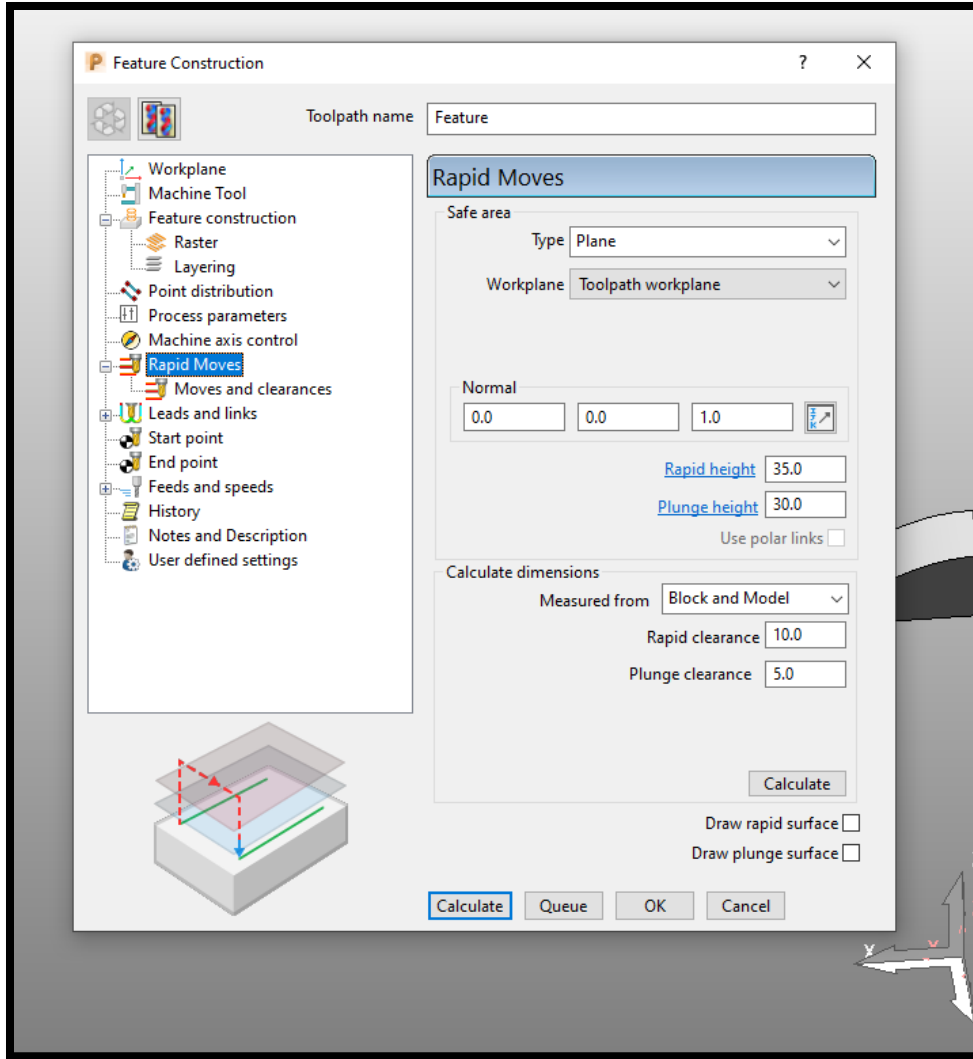 Feature Construction
?
Toolpath name
Feature
Workplane
Machine Tool
Feature construction
Raster
Layering
Point distribution
Process parameters
Machine axis control
Rapid Moves
Moves and clearances
Leads and links
Start point
End point
Feeds and speeds
History
Notes and Description
User defined settings
Rapid Moves
Safe area
Type Plane
Workplane Toolpath workplane
Normal
0.0 0.0 1.0
Rapid height 35.0
Plunge height 30.0
Use polar links
Calculate dimensions
Measured from Block and Model
Rapid clearance 10.0
Plunge clearance 5.0
Calculate
Draw rapid surface
Draw plunge surface
Calculate Queue OK Cancel